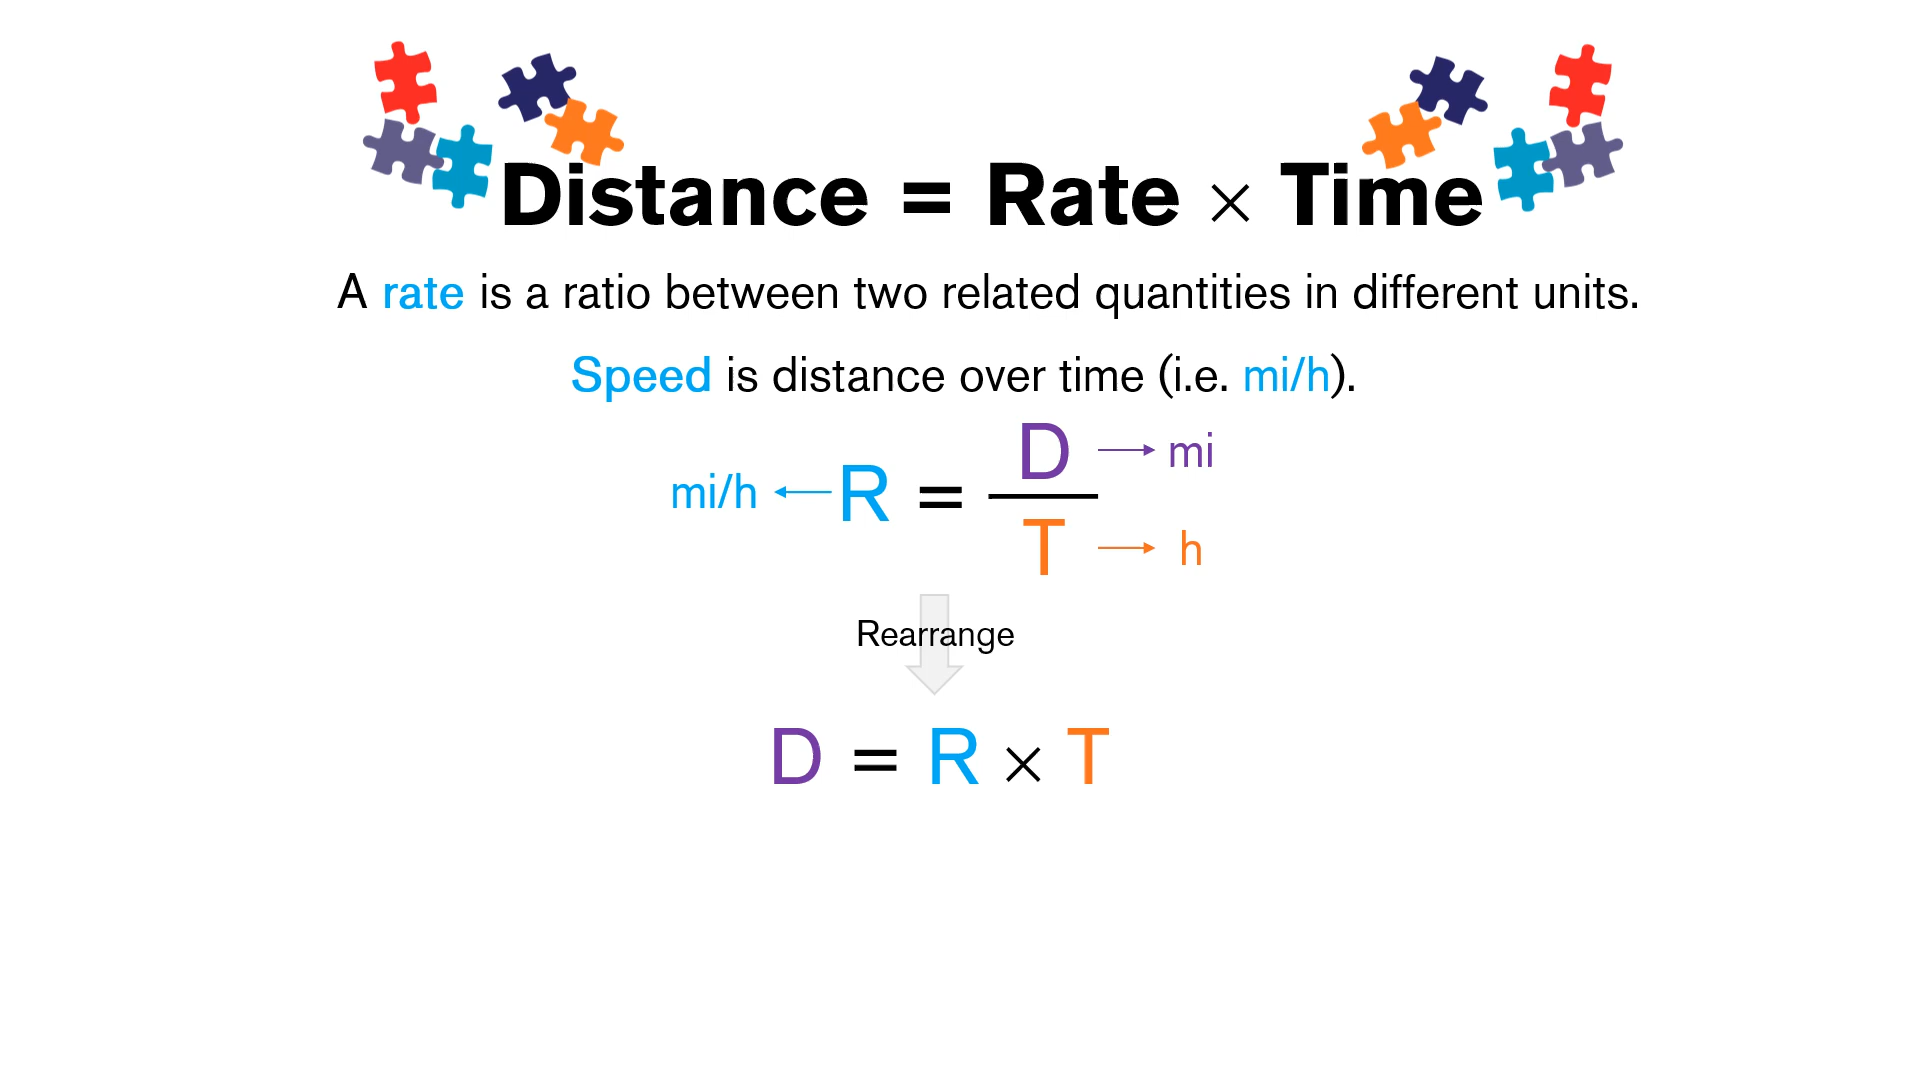 Distance = Rate × Time
A rate is a ratio between two related quantities in different units.
Speed is distance over time (i.e. mi/h).
D → mi
mi/h ← R =
T → h
Rearrange
D = R × T